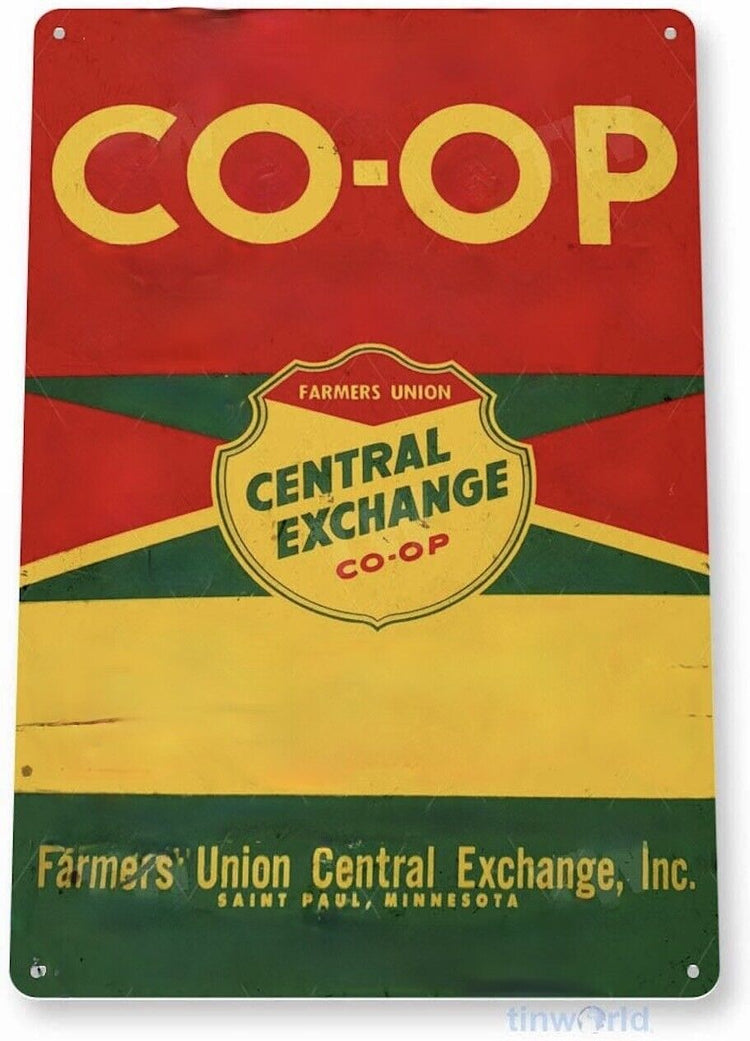 CO-OP
FARMERS UNION
CENTRAL
EXCHANGE
CO-OP
Farmers' Union Central Exchange, Inc.
SAINT PAUL, MINNESOTA
tinworld